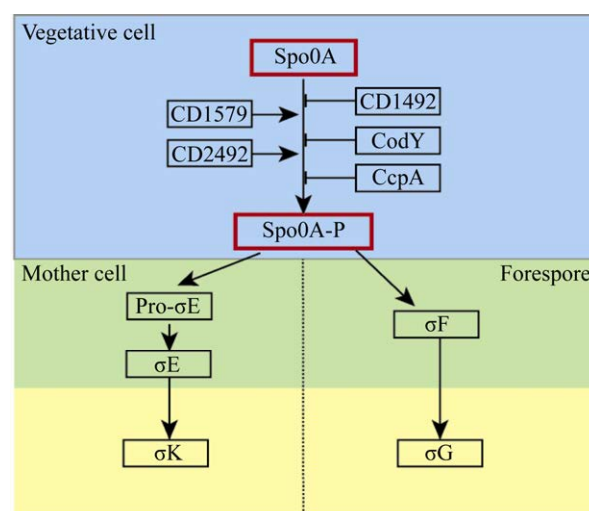 Vegetative cell
Spo0A
CD1579
CD1492
CD2492
CodY
CcpA
Spo0A-P
Mother cell
Forespore
Pro-σE
σF
σE
σK
σG